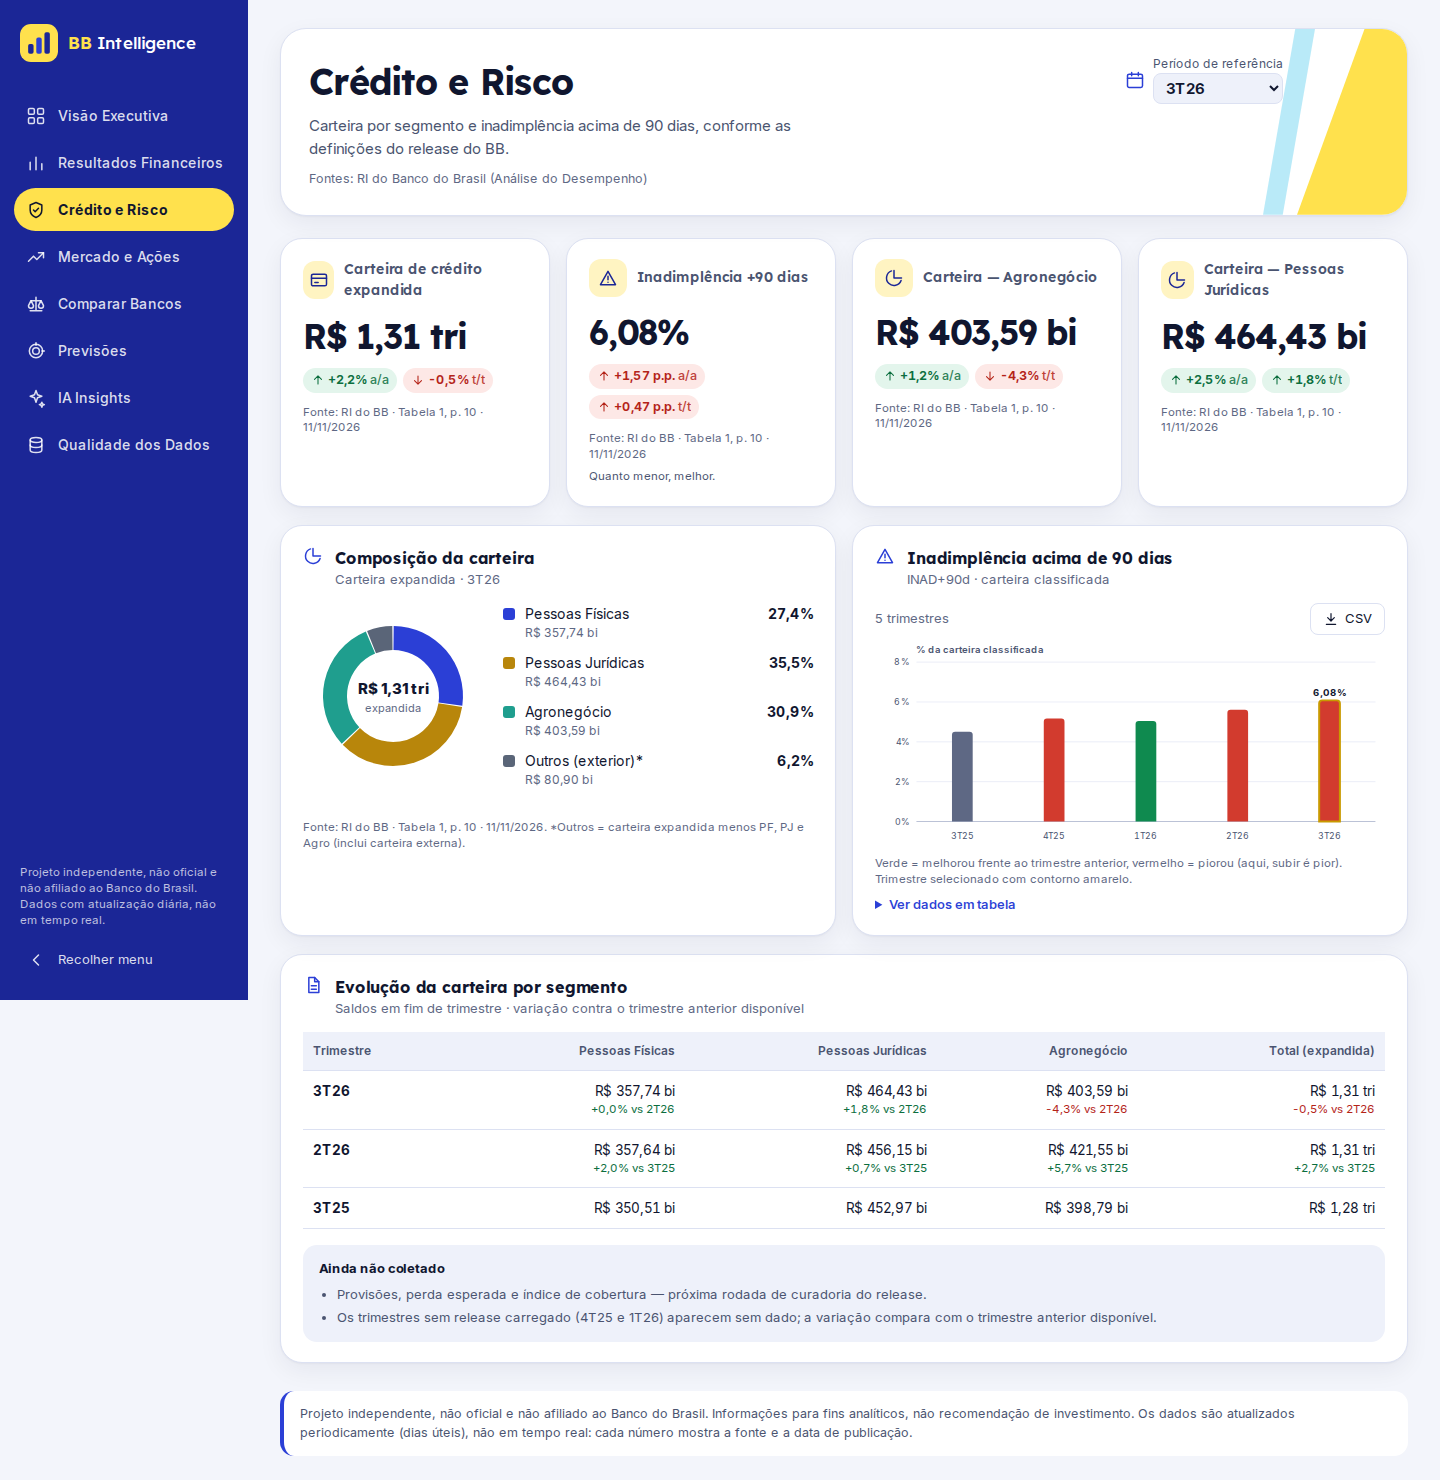 BB Intelligence
Visão Executiva
Resultados Financeiros
Crédito e Risco
Mercado e Ações
Comparar Bancos
Previsões
IA Insights
Qualidade dos Dados
Projeto independente, não oficial e
não afiliado ao Banco do Brasil.
Dados com atualização diária, não
em tempo real.
Recolher menu
Crédito e Risco
Carteira por segmento e inadimplência acima de 90 dias, conforme as
definições do release do BB.
Fontes: RI do Banco do Brasil (Análise do Desempenho)
Período de referência
3T26
Carteira de crédito
expandida
R$ 1,31 tri
↑ +2,2% a/a ↓ -0,5% t/t
Fonte: RI do BB · Tabela 1, p. 10 ·
11/11/2026
Inadimplência +90 dias
6,08%
↑ +1,57 p.p. a/a
↑ +0,47 p.p. t/t
Fonte: RI do BB · Tabela 1, p. 10 ·
11/11/2026
Quanto menor, melhor.
Carteira — Agronegócio
R$ 403,59 bi
↑ +1,2% a/a ↓ -4,3% t/t
Fonte: RI do BB · Tabela 1, p. 10 ·
11/11/2026
Carteira — Pessoas
Jurídicas
R$ 464,43 bi
↑ +2,5% a/a ↑ +1,8% t/t
Fonte: RI do BB · Tabela 1, p. 10 ·
11/11/2026
Composição da carteira
Carteira expandida · 3T26
R$ 1,31 tri
expandida
Pessoas Físicas 27,4%
R$ 357,74 bi
Pessoas Jurídicas 35,5%
R$ 464,43 bi
Agronegócio 30,9%
R$ 403,59 bi
Outros (exterior)* 6,2%
R$ 80,90 bi
Fonte: RI do BB · Tabela 1, p. 10 · 11/11/2026. *Outros = carteira expandida menos PF, PJ e
Agro (inclui carteira externa).
Inadimplência acima de 90 dias
INAD+90d · carteira classificada
5 trimestres
CSV
% da carteira classificada
8%
6%
4%
2%
0%
6,08%
3T25 4T25 1T26 2T26 3T26
Verde = melhorou frente ao trimestre anterior, vermelho = piorou (aqui, subir é pior).
Trimestre selecionado com contorno amarelo.
▶ Ver dados em tabela
Evolução da carteira por segmento
Saldos em fim de trimestre · variação contra o trimestre anterior disponível
Trimestre Pessoas Físicas Pessoas Jurídicas Agronegócio Total (expandida)
3T26 R$ 357,74 bi R$ 464,43 bi R$ 403,59 bi R$ 1,31 tri
+0,0% vs 2T26 +1,8% vs 2T26 -4,3% vs 2T26 -0,5% vs 2T26
2T26 R$ 357,64 bi R$ 456,15 bi R$ 421,55 bi R$ 1,31 tri
+2,0% vs 3T25 +0,7% vs 3T25 +5,7% vs 3T25 +2,7% vs 3T25
3T25 R$ 350,51 bi R$ 452,97 bi R$ 398,79 bi R$ 1,28 tri
Ainda não coletado
• Provisões, perda esperada e índice de cobertura — próxima rodada de curadoria do release.
• Os trimestres sem release carregado (4T25 e 1T26) aparecem sem dado; a variação compara com o trimestre anterior disponível.
Projeto independente, não oficial e não afiliado ao Banco do Brasil. Informações para fins analíticos, não recomendação de investimento. Os dados são atualizados
periodicamente (dias úteis), não em tempo real: cada número mostra a fonte e a data de publicação.